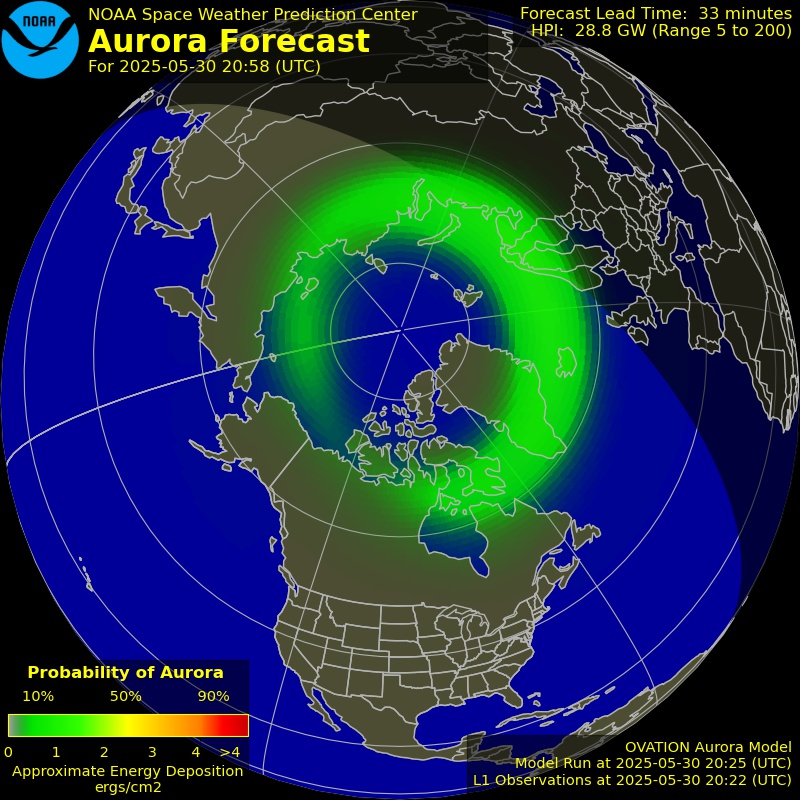 NOAA
NOAA Space Weather Prediction Center
Aurora Forecast
For 2025-05-30 20:58 (UTC)
Forecast Lead Time: 33 minutes
HPI: 28.8 GW (Range 5 to 200)
Probability of Aurora
10% 50% 90%
0 1 2 3 4 >4
Approximate Energy Deposition
ergs/cm2
OVATION Aurora Model
Model Run at 2025-05-30 20:25 (UTC)
L1 Observations at 2025-05-30 20:22 (UTC)